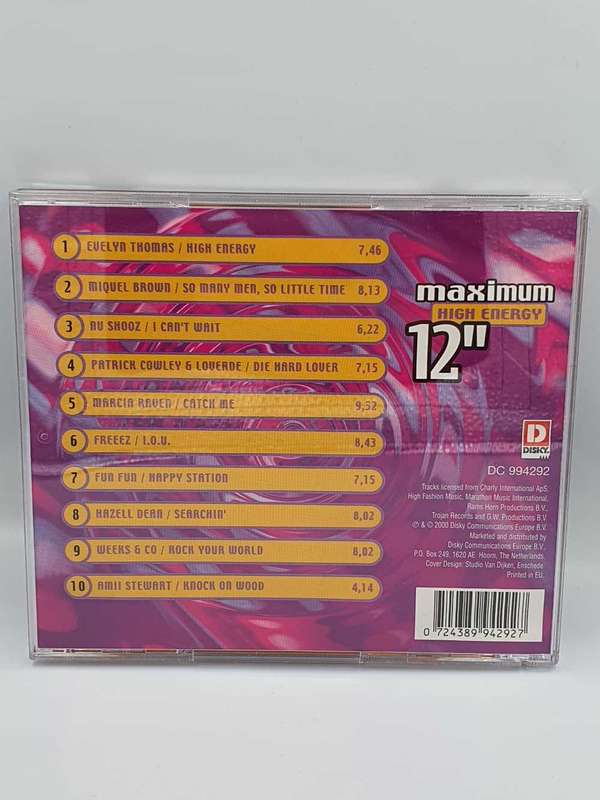 1 EVELYN THOMAS / HIGH ENERGY 7,46
2 MIQUEL BROWN / SO MANY MEN, SO LITTLE TIME 8,13
3 NU SHOOZ / I CAN'T WAIT 6,22
4 PATRICK COWLEY & LOVERDE / DIE HARD LOVER 7,15
5 MARCIA RAVEN / CATCH ME 9,52
6 FREEEZ / I.O.U. 8,43
7 FUN FUN / HAPPY STATION 7,15
8 HAZELL DEAN / SEARCHIN' 8,02
9 WEEKS & CO / ROCK YOUR WORLD 8,02
10 AMII STEWART / KNOCK ON WOOD 4,14
maximum
HIGH ENERGY
12"
D
DISKY
DC 994292
Tracks licensed from Charly International ApS,
High Fashion Music, Marathon Music International,
Rams Horn Productions B.V.,
Trojan Records and G.W. Productions B.V.
℗ & © 2000 Disky Communications Europe B.V.
Marketed and distributed by
Disky Communications Europe B.V.,
P.O. Box 249, 1620 AE. Hoorn, The Netherlands.
Cover Design: Studio Van Dijken, Enschede
Printed in EU.
0 724389 942927